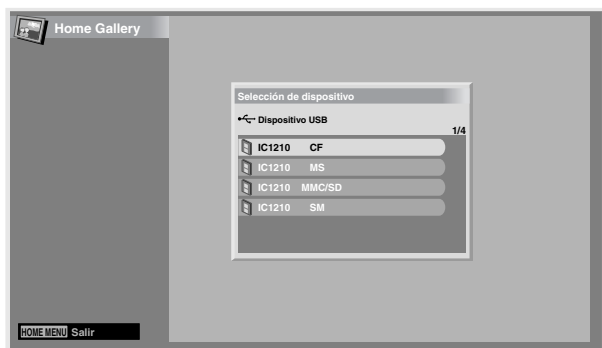 Home Gallery
Selección de dispositivo
Dispositivo USB
1/4
IC1210 CF
IC1210 MS
IC1210 MMC/SD
IC1210 SM
HOME MENU Salir